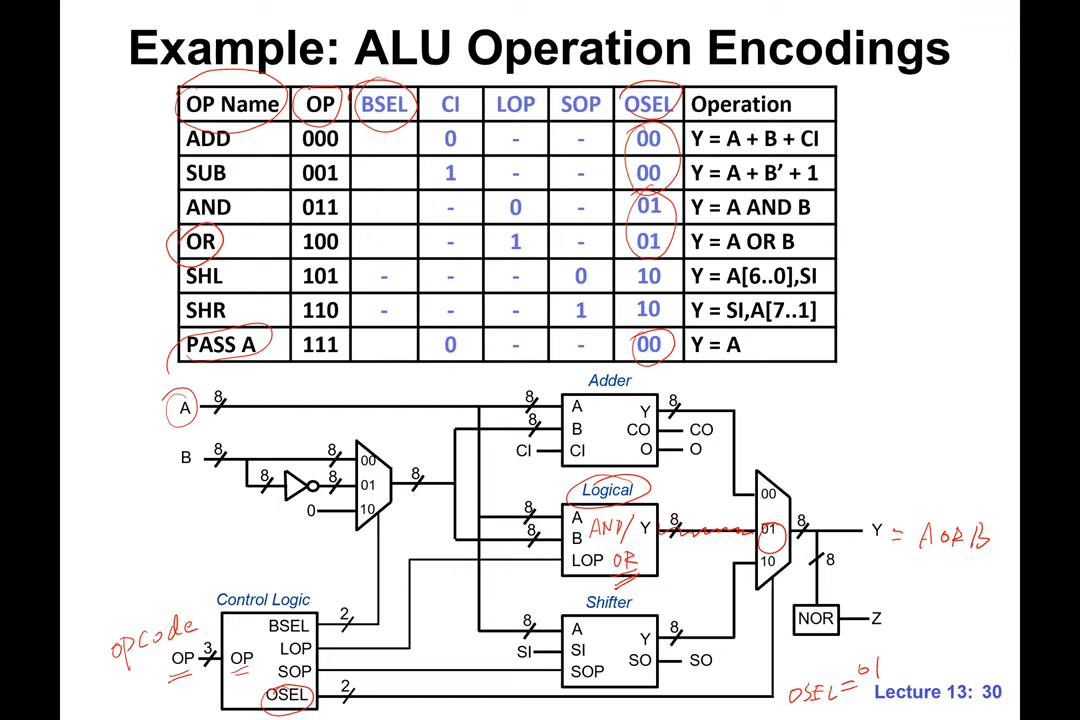 Example: ALU Operation Encodings
OP Name OP BSEL CI LOP SOP OSEL Operation
ADD 000 0 - - 00 Y = A + B + CI
SUB 001 1 - - 00 Y = A + B’ + 1
AND 011 - 0 - 01 Y = A AND B
OR 100 - 1 - 01 Y = A OR B
SHL 101 - - - 0 10 Y = A[6..0],SI
SHR 110 - - - 1 10 Y = SI,A[7..1]
PASS A 111 0 - - 00 Y = A
Adder
A 8 8 A Y 8
8 B CO CO
CI CI O O
B 8 8 00
8 8 01 8
0 10
Logical
8 A AND/ Y 8
8 B
LOP OR
00
01 8 Y = A OR B
10 8
NOR Z
Shifter
8 A Y 8
SI SI SO SO
SOP
Control Logic
opcode
OP 3 OP
BSEL 2
LOP
SOP
OSEL 2
OSEL = 01
Lecture 13: 30